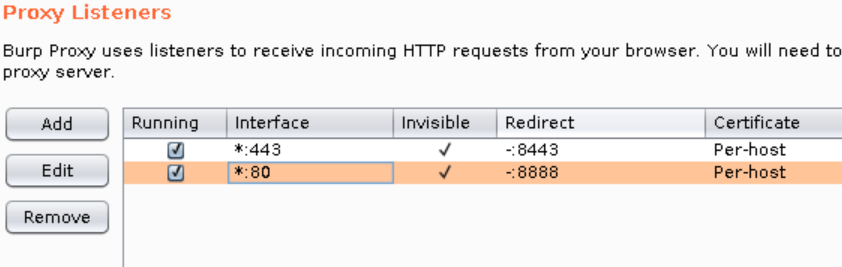 Proxy Listeners
Burp Proxy uses listeners to receive incoming HTTP requests from your browser. You will need to
proxy server.
Add
Edit
Remove
Running Interface Invisible Redirect Certificate
*:443 -:8443 Per-host
*:80 -:8888 Per-host